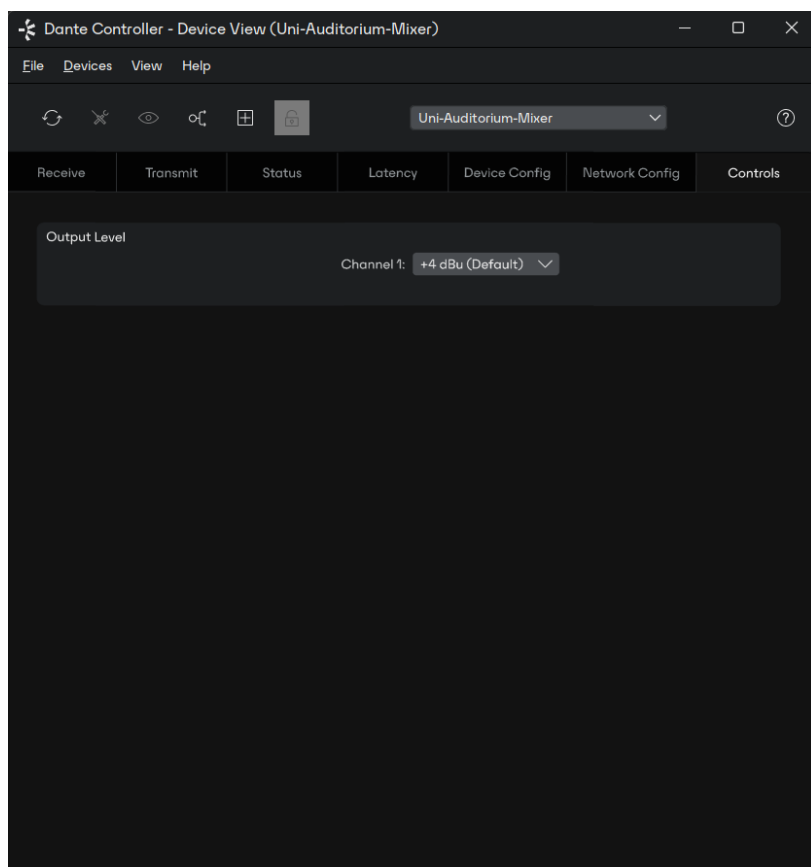 Dante Controller - Device View (Uni-Auditorium-Mixer)
File Devices View Help
Uni-Auditorium-Mixer
Receive Transmit Status Latency Device Config Network Config Controls
Output Level
Channel 1: +4 dBu (Default)